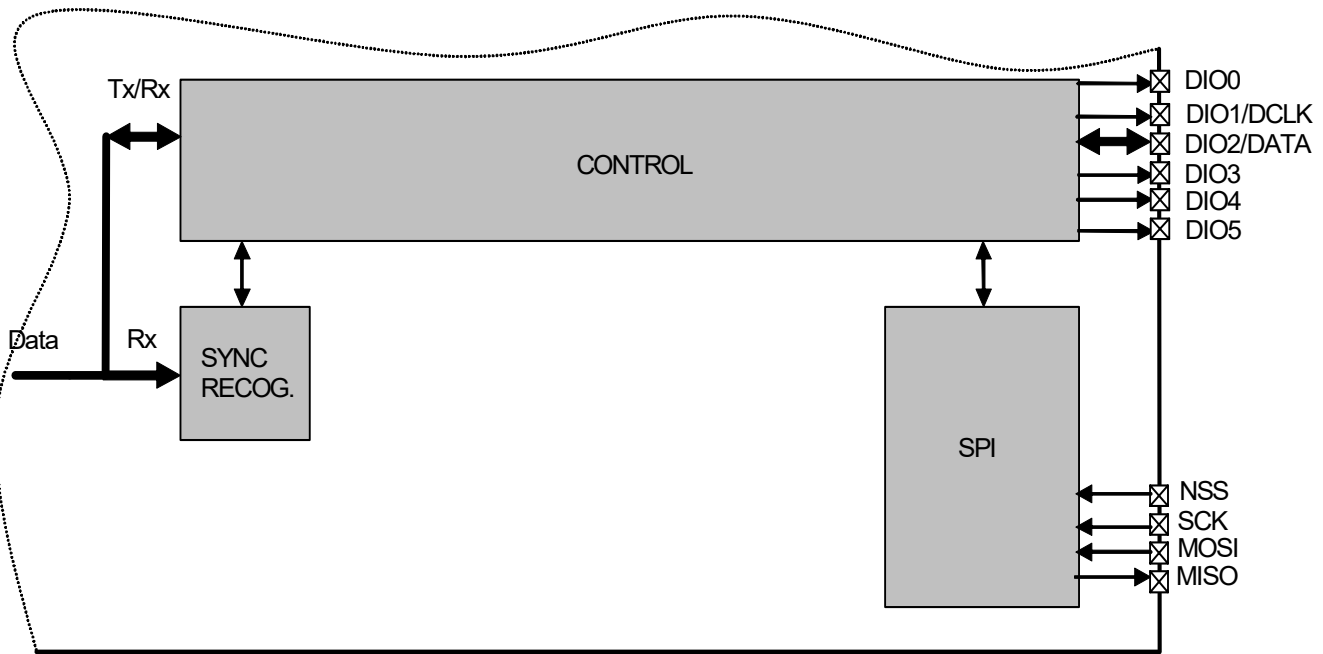 Tx/Rx
CONTROL
DIO0
DIO1/DCLK
DIO2/DATA
DIO3
DIO4
DIO5
Data
Rx
SYNC
RECOG.
SPI
NSS
SCK
MOSI
MISO